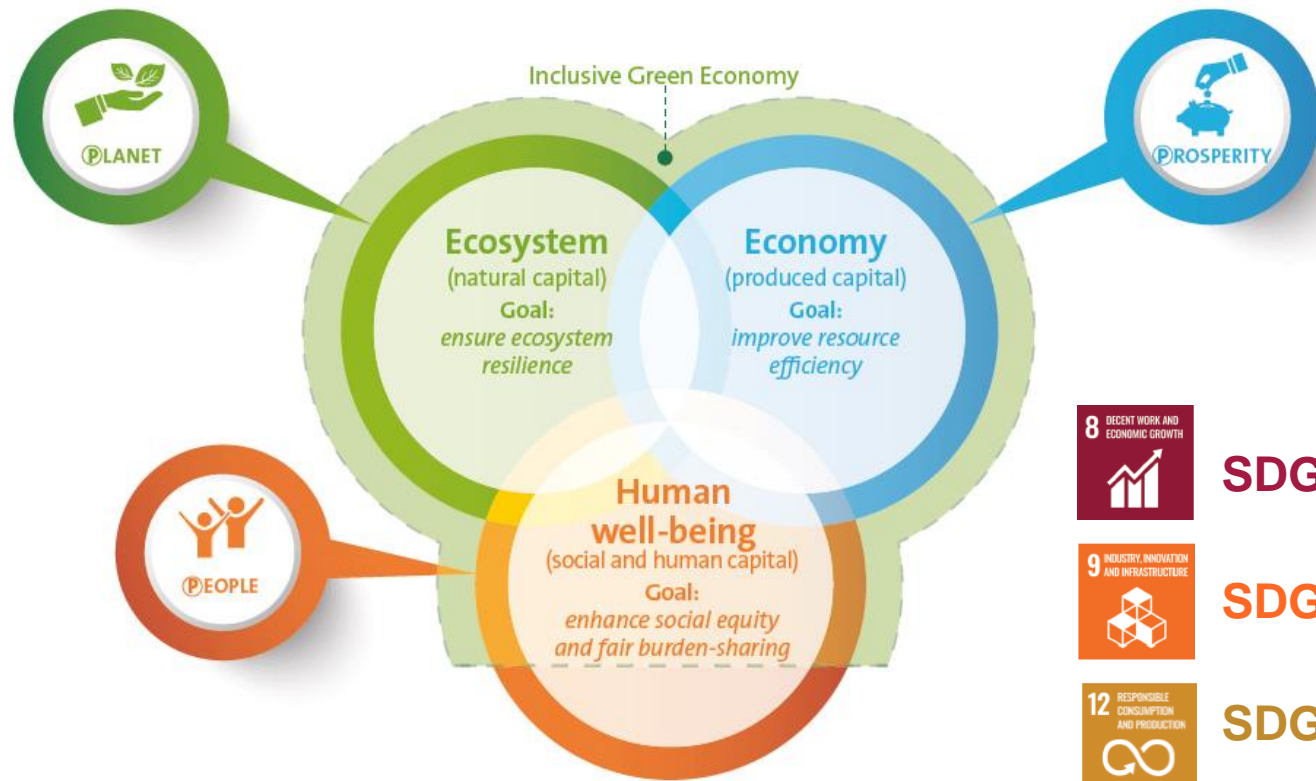 Inclusive Green Economy
ⓅLANET
ⓅROSPERITY
Ecosystem
(natural capital)
Goal:
ensure ecosystem
resilience
Economy
(produced capital)
Goal:
improve resource
efficiency
ⓅEOPLE
Human
well-being
(social and human capital)
Goal:
enhance social equity
and fair burden-sharing
8 DECENT WORK AND
ECONOMIC GROWTH
SDG
9 INDUSTRY, INNOVATION
AND INFRASTRUCTURE
SDG
12 RESPONSIBLE
CONSUMPTION
AND PRODUCTION
SDG